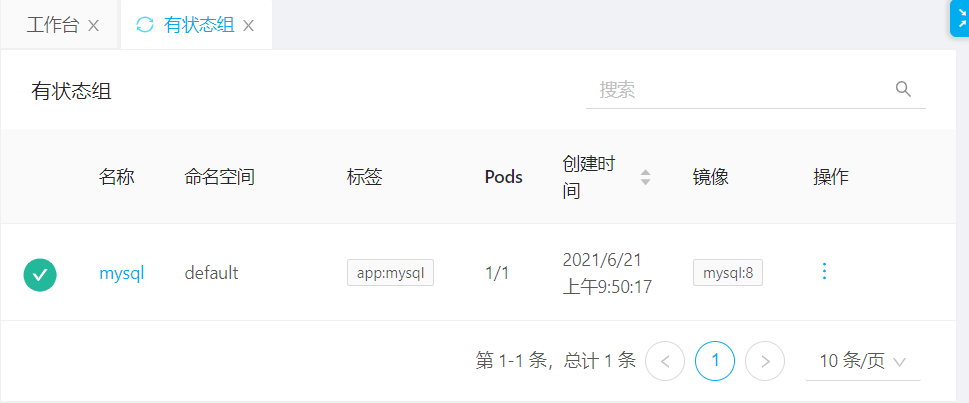 工作台
有状态组
有状态组
搜索
名称 命名空间 标签 Pods 创建时间 镜像 操作
mysql default app:mysql 1/1 2021/6/21 上午9:50:17 mysql:8
第 1-1 条，总计 1 条 1 10 条/页